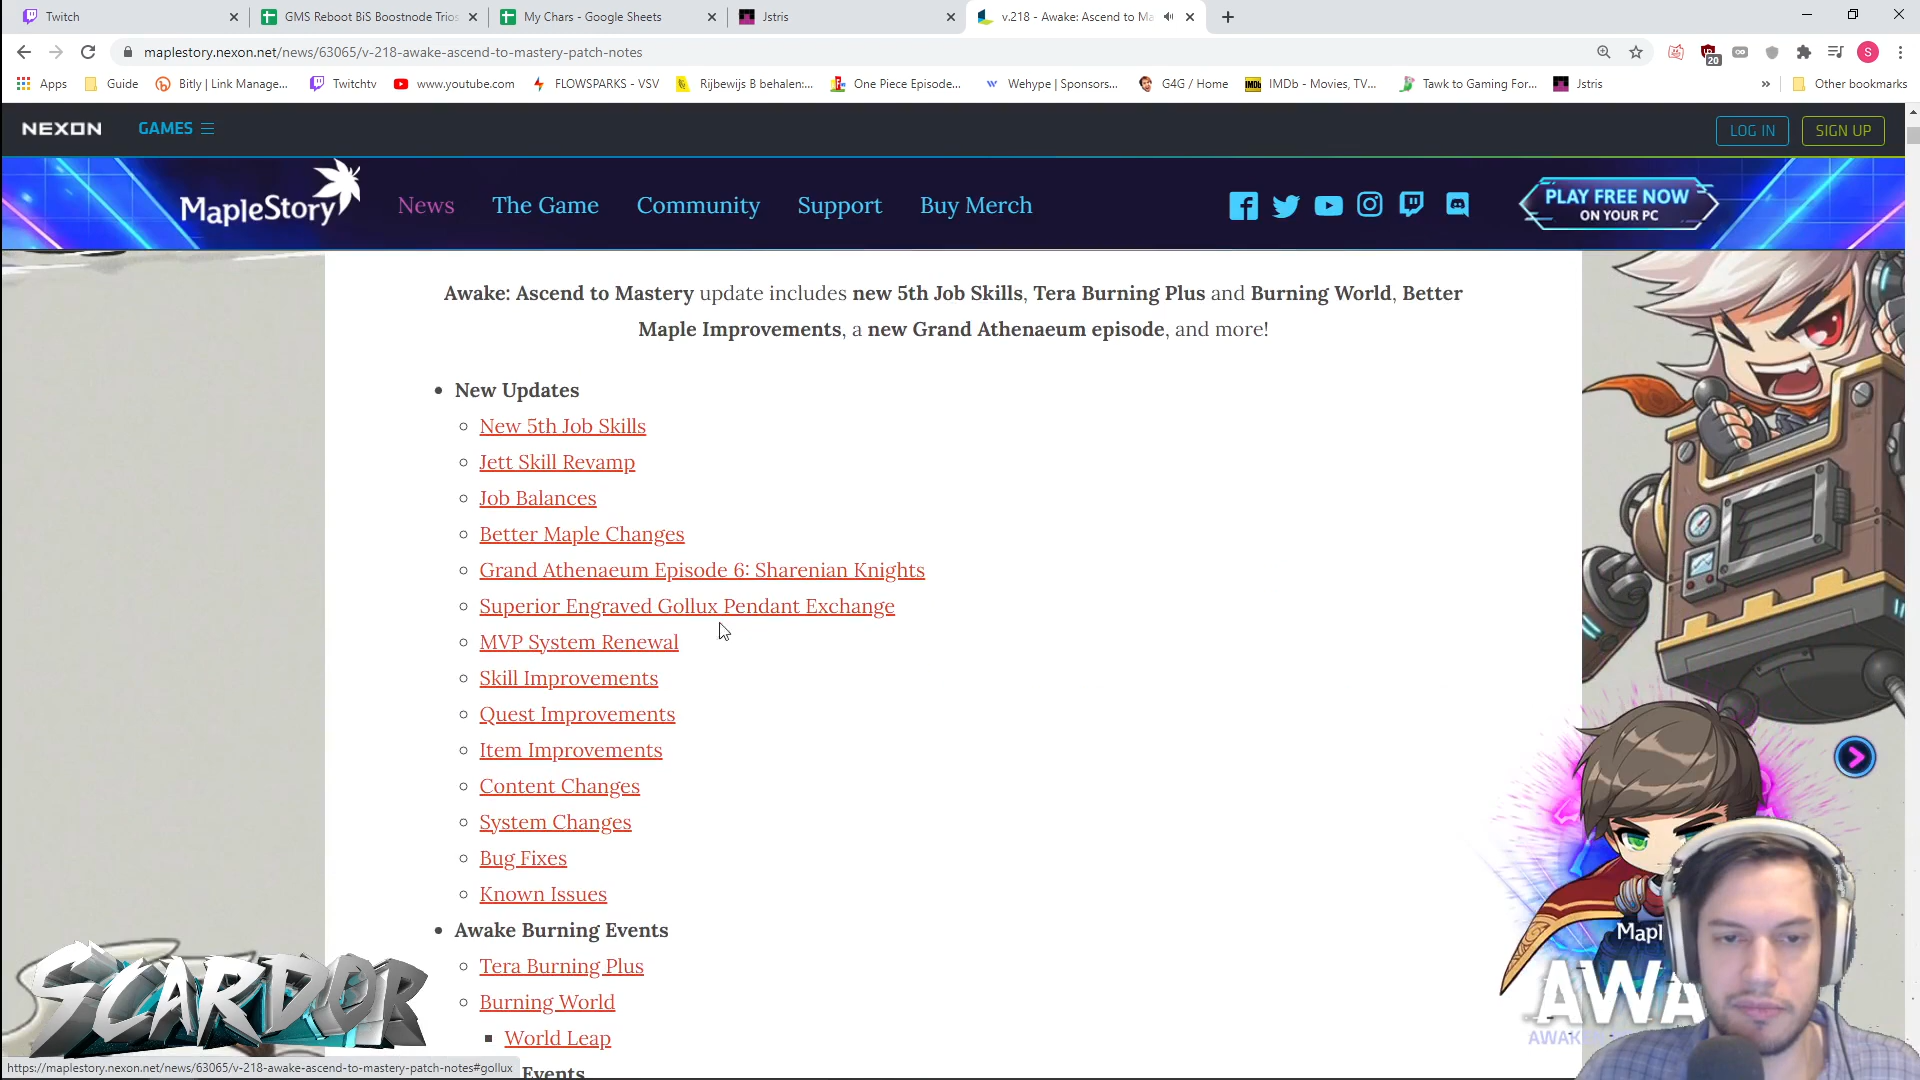 Twitch
GMS Reboot BiS Boostnode Trios
My Chars - Google Sheets
Jstris
v.218 - Awake: Ascend to Ma
maplestory.nexon.net/news/63065/v-218-awake-ascend-to-mastery-patch-notes
20
S
Apps
Guide
Bitly | Link Manage...
Twitchtv
www.youtube.com
FLOWSPARKS - VSV
Rijbewijs B behalen:...
One Piece Episode...
Wehype | Sponsors...
G4G / Home
IMDb - Movies, TV...
Tawk to Gaming For...
Jstris
»
Other bookmarks
NEXON
GAMES
LOG IN
SIGN UP
MapleStory
News
The Game
Community
Support
Buy Merch
PLAY FREE NOW
ON YOUR PC
Awake: Ascend to Mastery update includes new 5th Job Skills, Tera Burning Plus and Burning World, Better
Maple Improvements, a new Grand Athenaeum episode, and more!
New Updates
New 5th Job Skills
Jett Skill Revamp
Job Balances
Better Maple Changes
Grand Athenaeum Episode 6: Sharenian Knights
Superior Engraved Gollux Pendant Exchange
MVP System Renewal
Skill Improvements
Quest Improvements
Item Improvements
Content Changes
System Changes
Bug Fixes
Known Issues
Awake Burning Events
Tera Burning Plus
Burning World
World Leap
Events
https://maplestory.nexon.net/news/63065/v-218-awake-ascend-to-mastery-patch-notes#gollux
SCARDOR
Mapl
AWA
AWAK